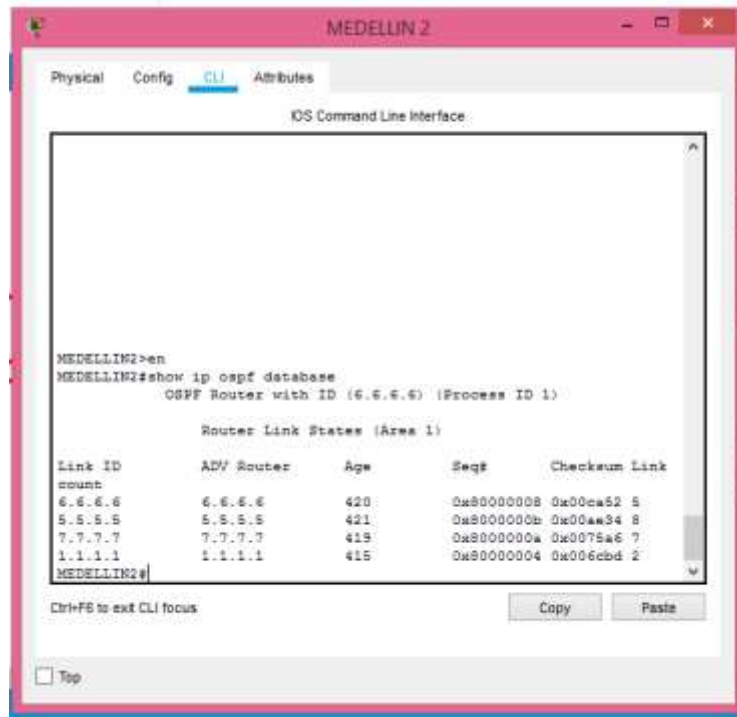 MEDELLIN 2
Physical Config CLI Attributes
IOS Command Line Interface
MEDELLIN2>en
MEDELLIN2#show ip ospf database
OSPF Router with ID (6.6.6.6) (Process ID 1)
Router Link States (Area 1)
Link ID ADV Router Age Seq# Checksum Link
count
6.6.6.6 6.6.6.6 420 0x80000008 0x00ca52 5
5.5.5.5 5.5.5.5 421 0x8000000b 0x00ae34 8
7.7.7.7 7.7.7.7 419 0x8000000a 0x0075a6 7
1.1.1.1 1.1.1.1 415 0x80000004 0x006cbd 2
MEDELLIN2#
Ctrl+F6 to exit CLI focus
Copy Paste
Top